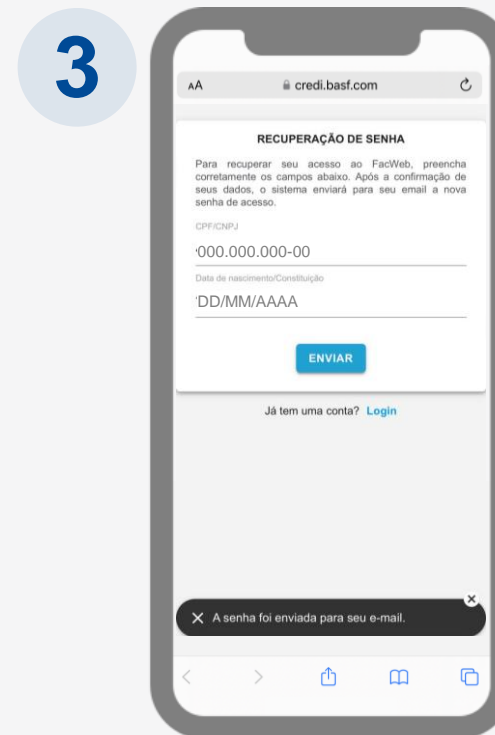 3
AA credi.basf.com
RECUPERAÇÃO DE SENHA
Para recuperar seu acesso ao FacWeb, preencha
corretamente os campos abaixo. Após a confirmação de
seus dados, o sistema enviará para seu email a nova
senha de acesso.
CPF/CNPJ
000.000.000-00
Data de nascimento/Constituição
DD/MM/AAAA
ENVIAR
Já tem uma conta? Login
A senha foi enviada para seu e-mail.